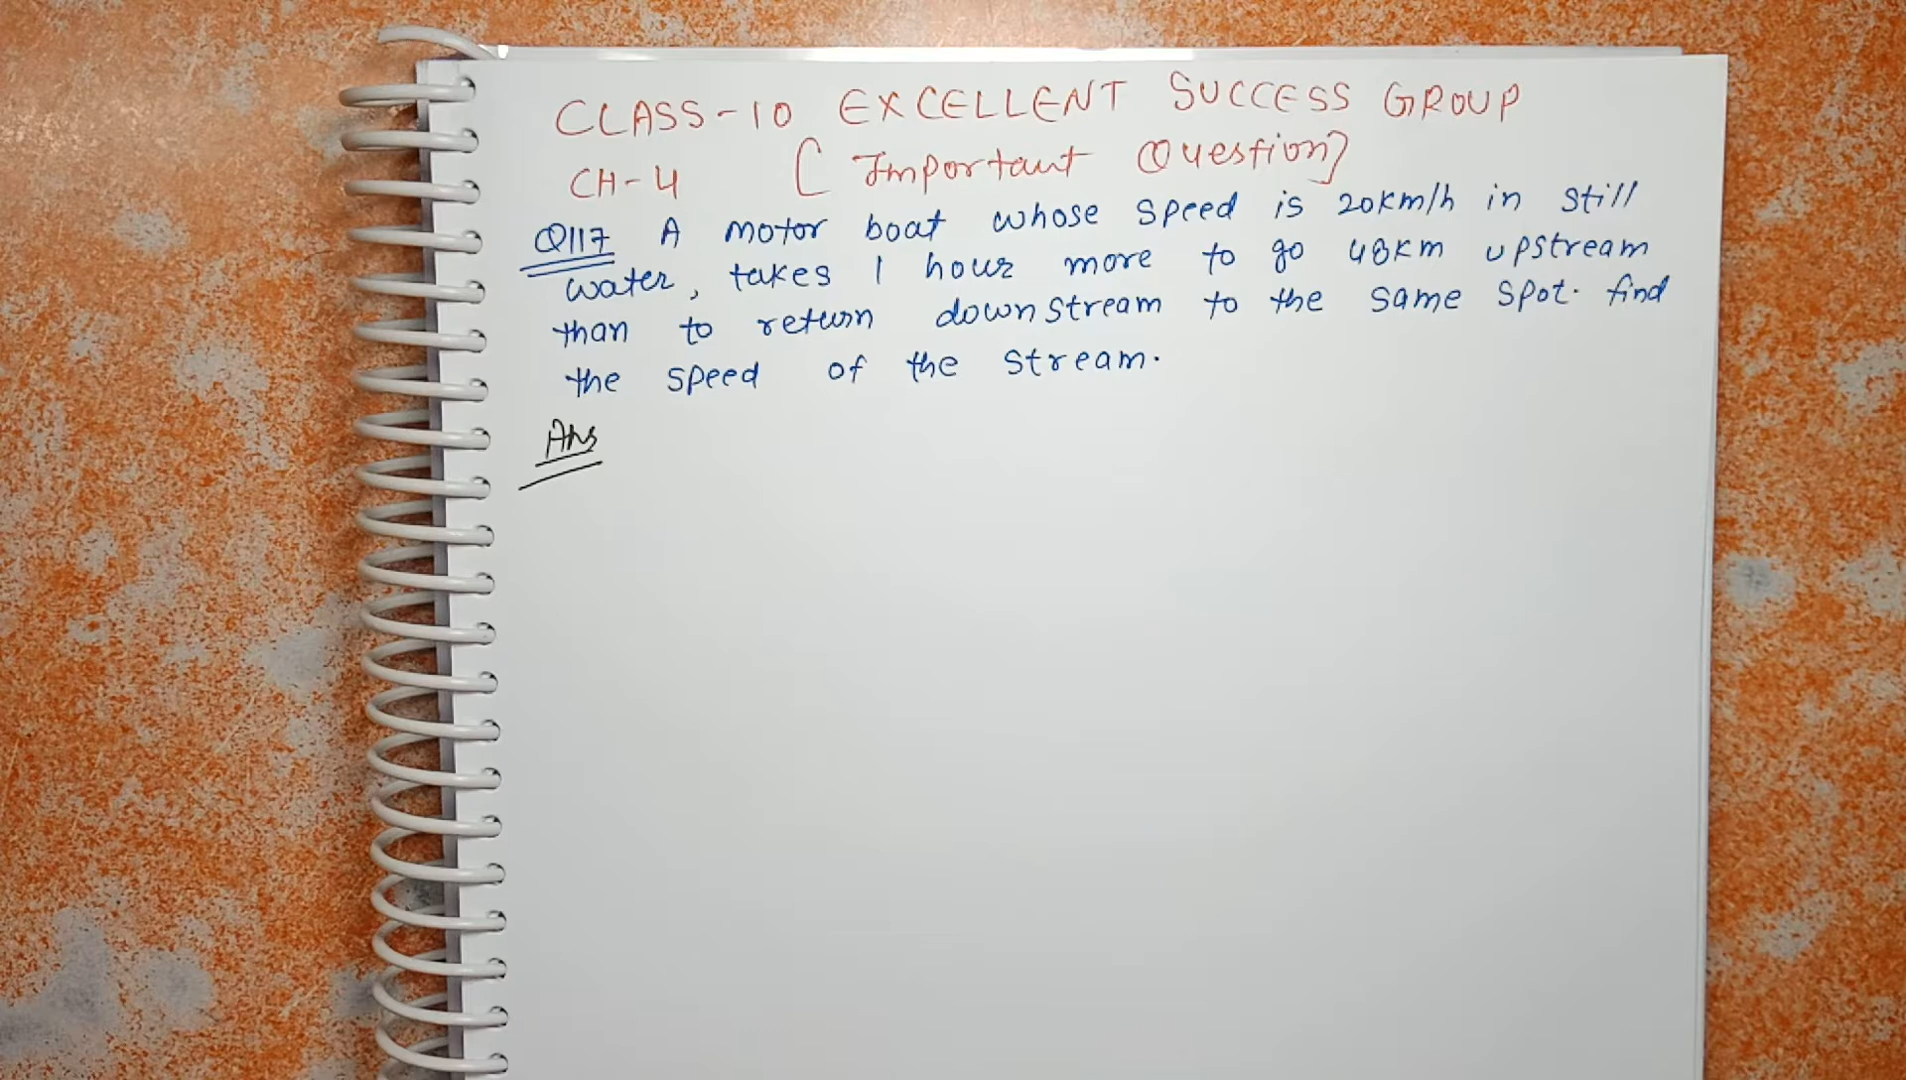 CLASS-10 EXCELLENT SUCCESS GROUP
CH-4 [Important Question]
Q117 A motor boat whose speed is 20km/h in still
water, takes 1 hour more to go 48km upstream
than to return downstream to the same spot. find
the speed of the stream.
Ans